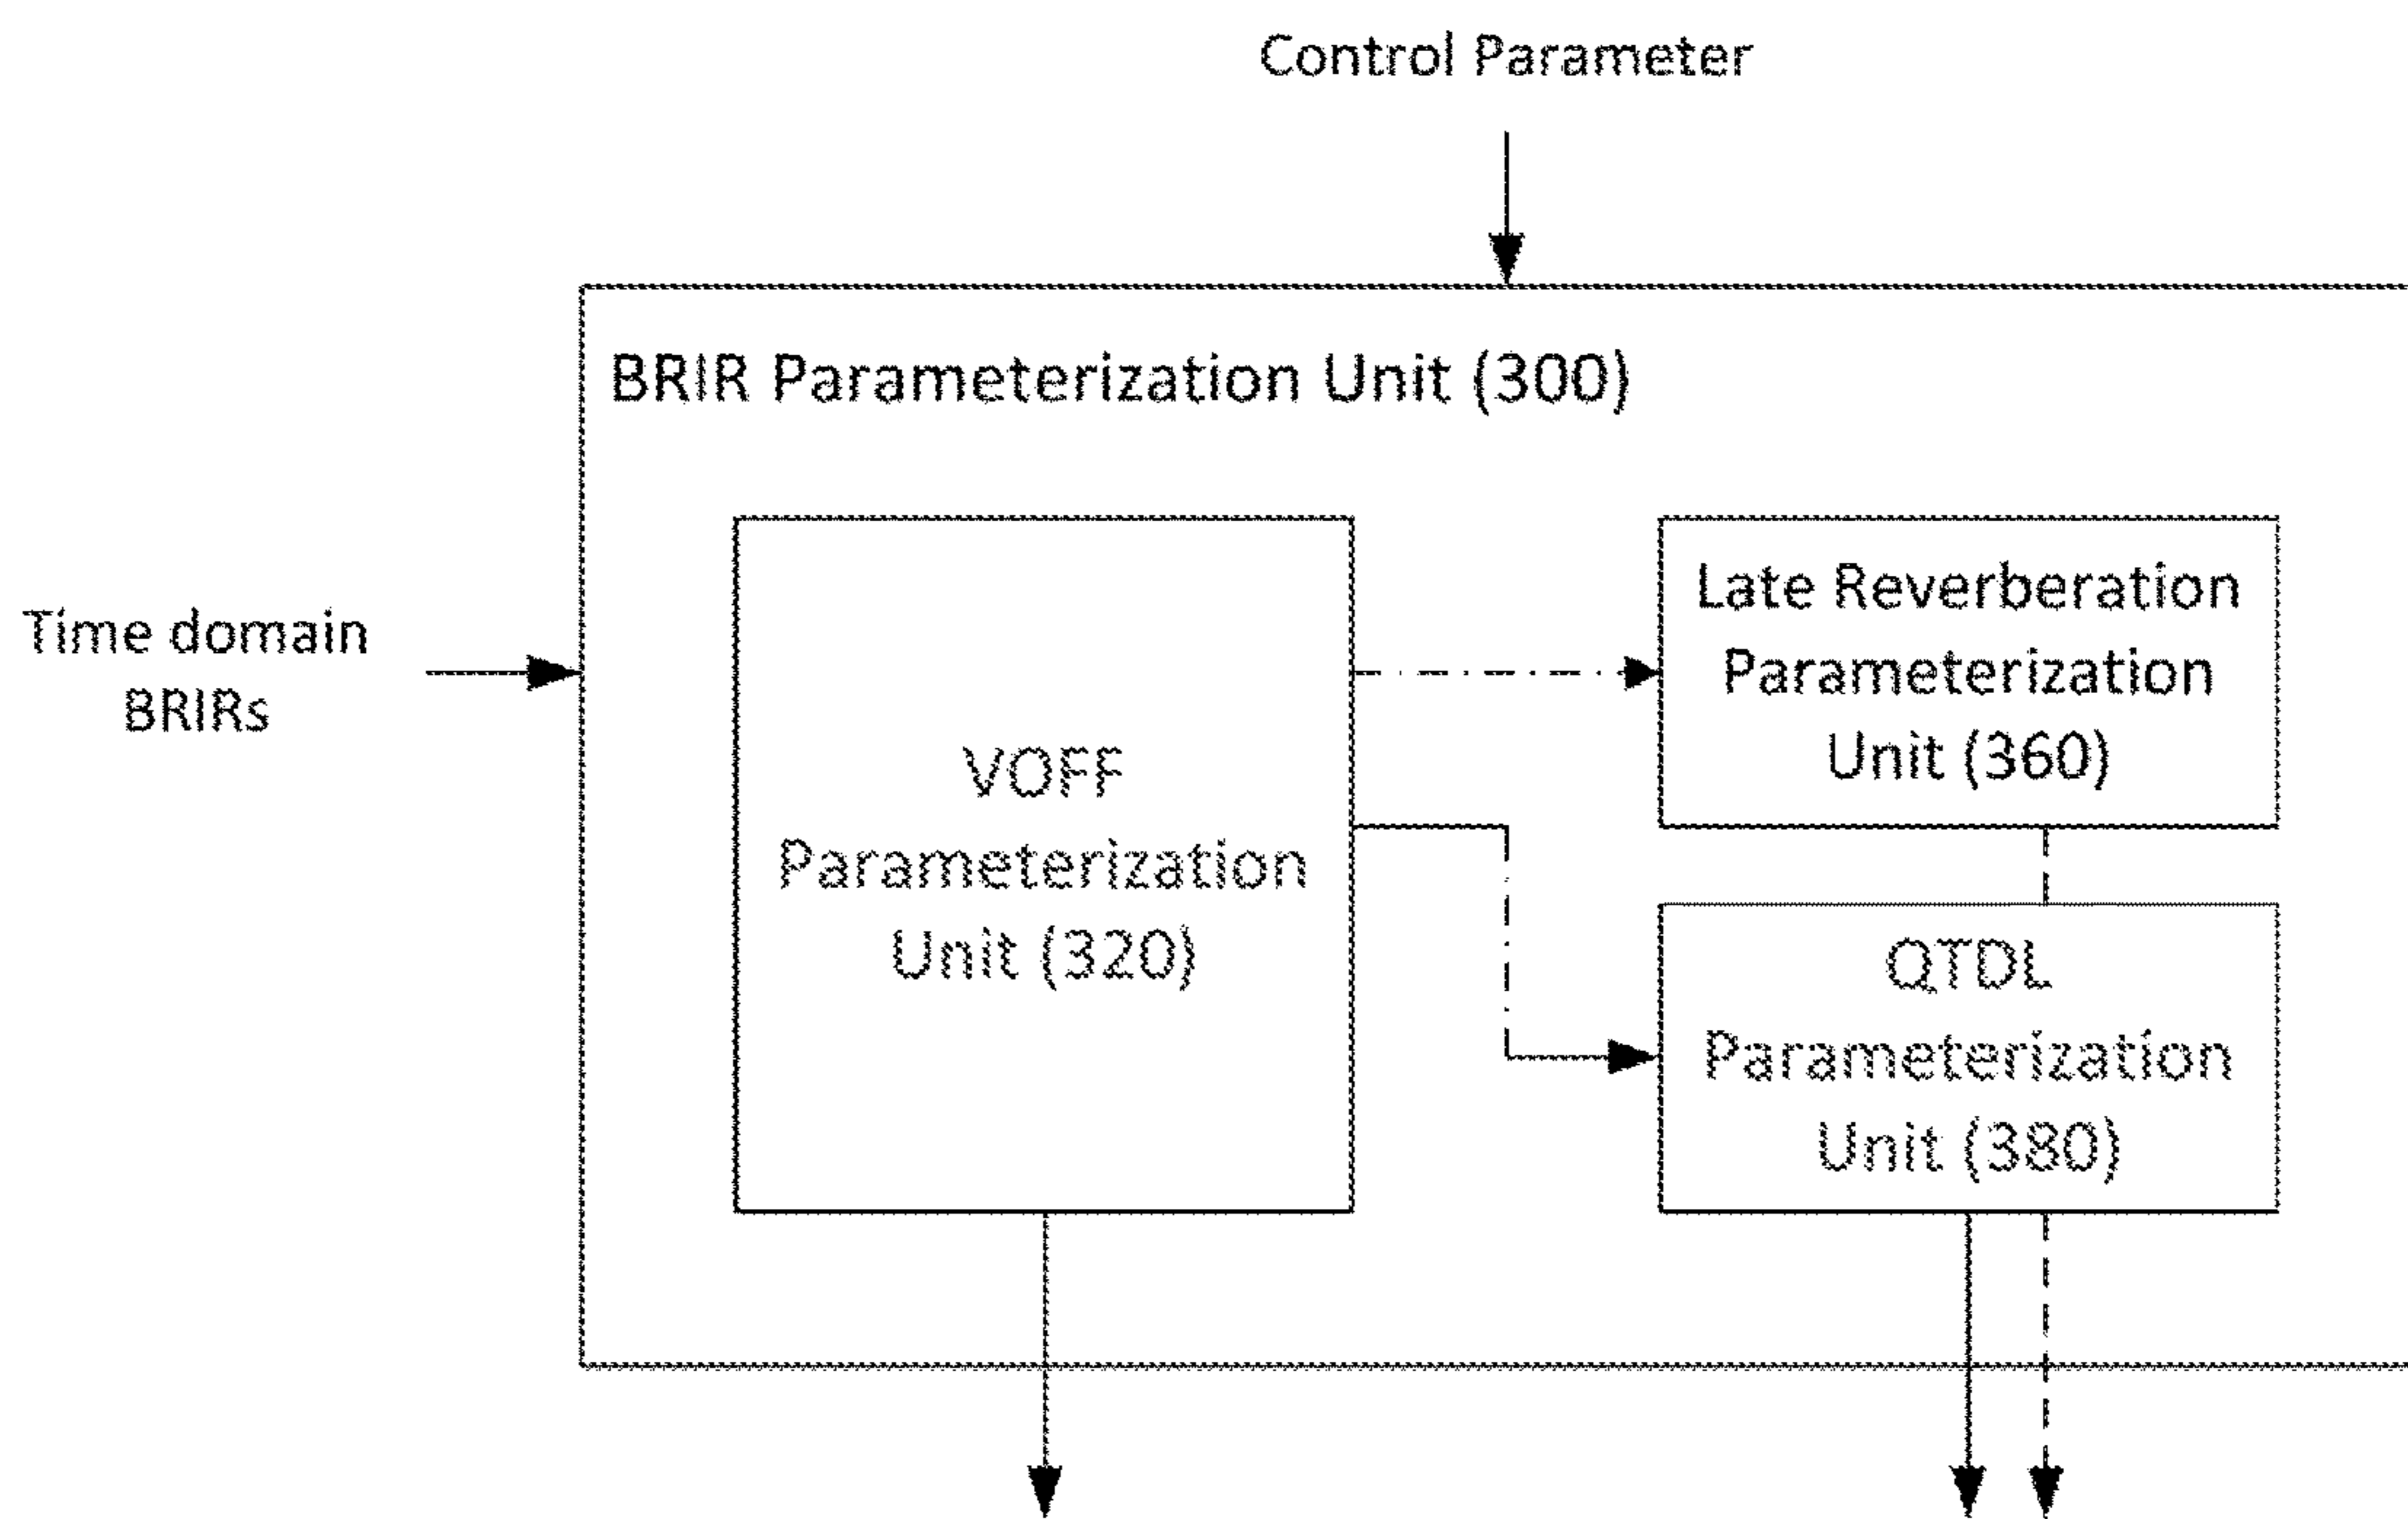 Control Parameter
BRIR Parameterization Unit (300)
Time domain
BRIRs
VOFF
Parameterization
Unit (320)
Late Reverberation
Parameterization
Unit (360)
QTDL
Parameterization
Unit (380)